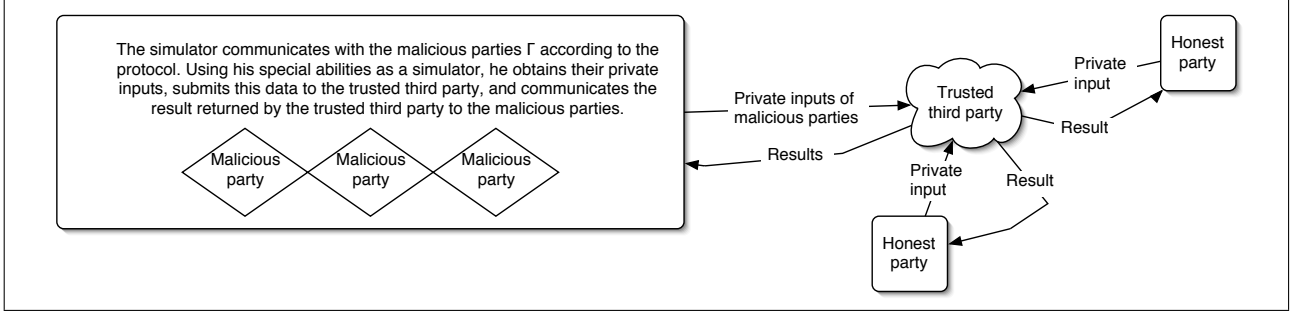 The simulator communicates with the malicious parties Γ according to the
protocol. Using his special abilities as a simulator, he obtains their private
inputs, submits this data to the trusted third party, and communicates the
result returned by the trusted third party to the malicious parties.
Malicious
party
Malicious
party
Malicious
party
Private inputs of
malicious parties
Results
Trusted
third party
Private
input
Result
Honest
party
Private
input
Result
Honest
party